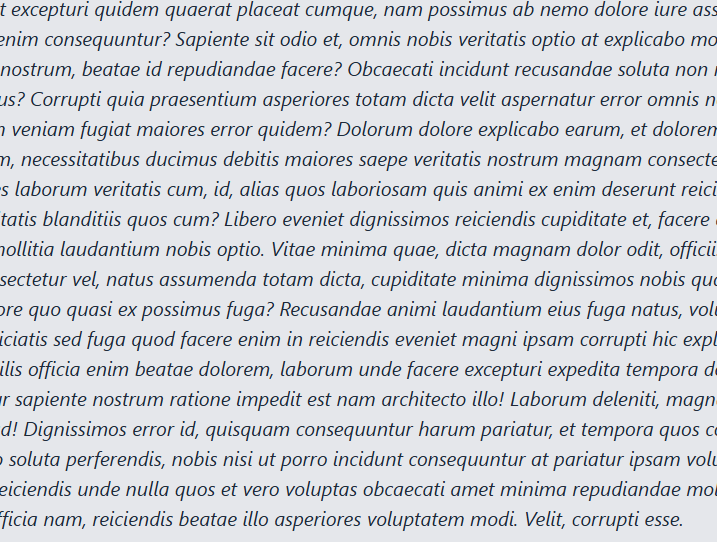 t excepturi quidem quaerat placeat cumque, nam possimus ab nemo dolore iure ass
enim consequuntur? Sapiente sit odio et, omnis nobis veritatis optio at explicabo mo
nostrum, beatae id repudiandae facere? Obcaecati incidunt recusandae soluta non
us? Corrupti quia praesentium asperiores totam dicta velit aspernatur error omnis n
veniam fugiat maiores error quidem? Dolorum dolore explicabo earum, et dolorem
m, necessitatibus ducimus debitis maiores saepe veritatis nostrum magnam consecte
es laborum veritatis cum, id, alias quos laboriosam quis animi ex enim deserunt reici
itatis blanditiis quos cum? Libero eveniet dignissimos reiciendis cupiditate et, facere
mollitia laudantium nobis optio. Vitae minima quae, dicta magnam dolor odit, officii
sectetur vel, natus assumenda totam dicta, cupiditate minima dignissimos nobis qua
ore quo quasi ex possimus fuga? Recusandae animi laudantium eius fuga natus, volu
iciatis sed fuga quod facere enim in reiciendis eveniet magni ipsam corrupti hic expl
ilis officia enim beatae dolorem, laborum unde facere excepturi expedita tempora do
ur sapiente nostrum ratione impedit est nam architecto illo! Laborum deleniti, magn
d! Dignissimos error id, quisquam consequuntur harum pariatur, et tempora quos co
o soluta perferendis, nobis nisi ut porro incidunt consequuntur at pariatur ipsam volu
reiciendis unde nulla quos et vero voluptas obcaecati amet minima repudiandae mol
fficia nam, reiciendis beatae illo asperiores voluptatem modi. Velit, corrupti esse.